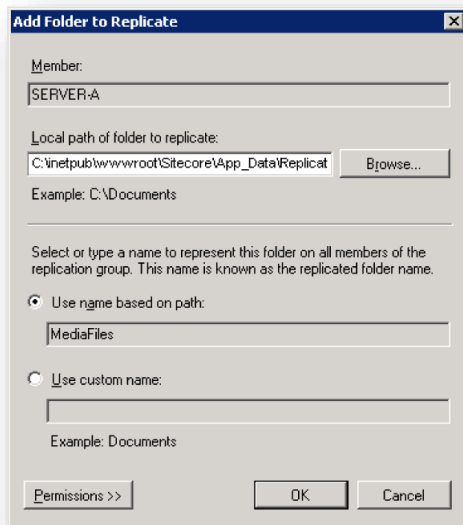 Add Folder to Replicate
Member:
SERVER-A
Local path of folder to replicate:
C:\inetpub\wwwroot\Sitecore\App_Data\Replicat
Browse...
Example: C:\Documents
Select or type a name to represent this folder on all members of the
replication group. This name is known as the replicated folder name.
Use name based on path:
MediaFiles
Use custom name:
Example: Documents
Permissions >>
OK
Cancel